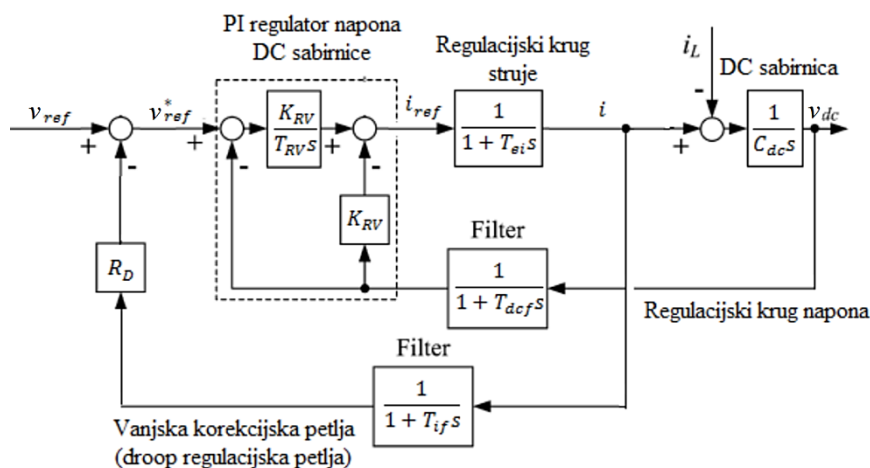 PI regulator napona
DC sabirnice
Regulacijski krug
struje
i_L
DC sabirnica
v_ref
+
-
v*_ref
+
-
K_RV
T_RV s
+
-
i_ref
1
1 + T_ei s
i
+
-
1
C_dc s
v_dc
K_RV
R_D
Filter
1
1 + T_dcf s
Regulacijski krug napona
Filter
1
1 + T_if s
Vanjska korekcijska petlja
(droop regulacijska petlja)